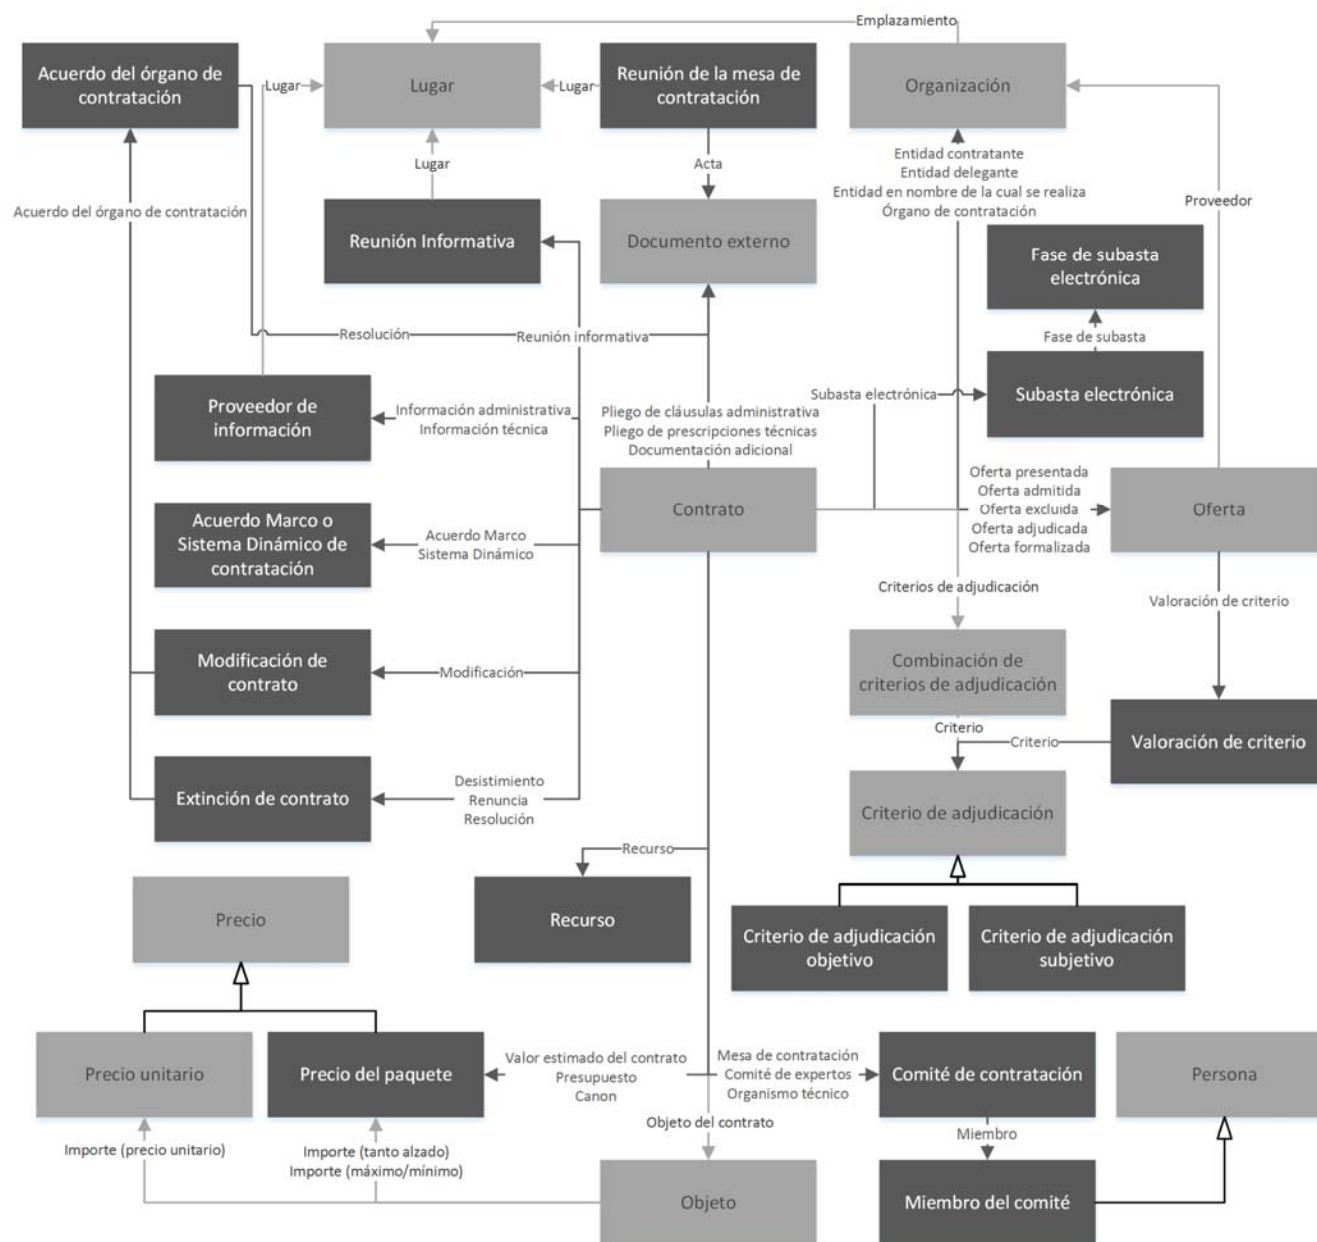 Emplazamiento
Acuerdo del órgano de
contratación
Lugar
Lugar
Lugar
Reunión de la mesa de
contratación
Organización
Lugar
Acta
Entidad contratante
Entidad delegante
Entidad en nombre de la cual se realiza
Órgano de contratación
Proveedor
Acuerdo del órgano de contratación
Reunión Informativa
Documento externo
Fase de subasta
electrónica
Resolución
Reunión informativa
Fase de subasta
Proveedor de
información
Información administrativa
Información técnica
Pliego de cláusulas administrativa
Pliego de prescripciones técnicas
Documentación adicional
Subasta electrónica
Subasta electrónica
Contrato
Oferta presentada
Oferta admitida
Oferta excluida
Oferta adjudicada
Oferta formalizada
Oferta
Acuerdo Marco o
Sistema Dinámico de
contratación
Acuerdo Marco
Sistema Dinámico
Criterios de adjudicación
Valoración de criterio
Modificación de
contrato
Modificación
Combinación de
criterios de adjudicación
Criterio
Criterio
Valoración de criterio
Extinción de contrato
Desistimiento
Renuncia
Resolución
Criterio de adjudicación
Recurso
Precio
Recurso
Criterio de adjudicación
objetivo
Criterio de adjudicación
subjetivo
Precio unitario
Precio del paquete
Valor estimado del contrato
Presupuesto
Canon
Mesa de contratación
Comité de expertos
Organismo técnico
Comité de contratación
Persona
Objeto del contrato
Miembro
Importe (precio unitario)
Importe (tanto alzado)
Importe (máximo/mínimo)
Objeto
Miembro del comité